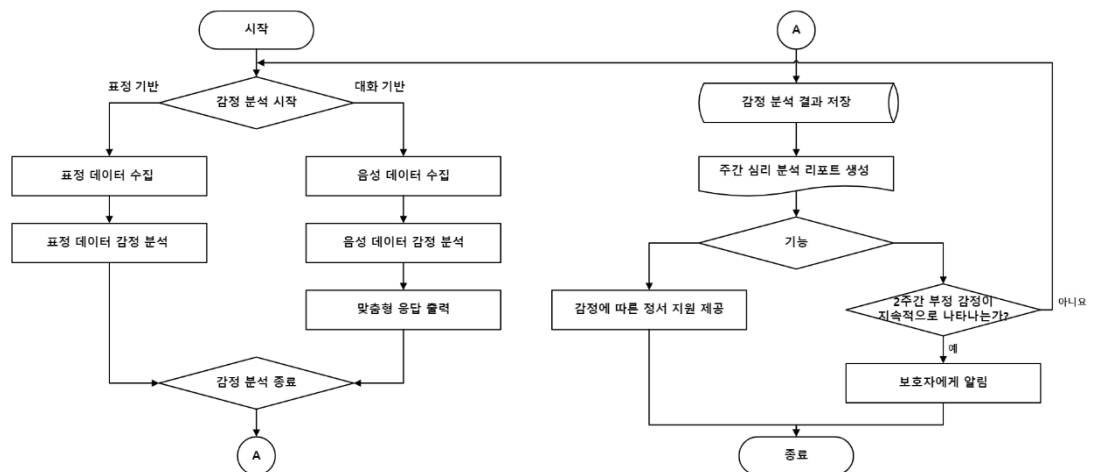 시작
표정 기반
대화 기반
감정 분석 시작
표정 데이터 수집
음성 데이터 수집
표정 데이터 감정 분석
음성 데이터 감정 분석
맞춤형 응답 출력
감정 분석 종료
A
A
감정 분석 결과 저장
주간 심리 분석 리포트 생성
기능
감정에 따른 정서 지원 제공
2주간 부정 감정이
지속적으로 나타나는가?
아니요
예
보호자에게 알림
종료